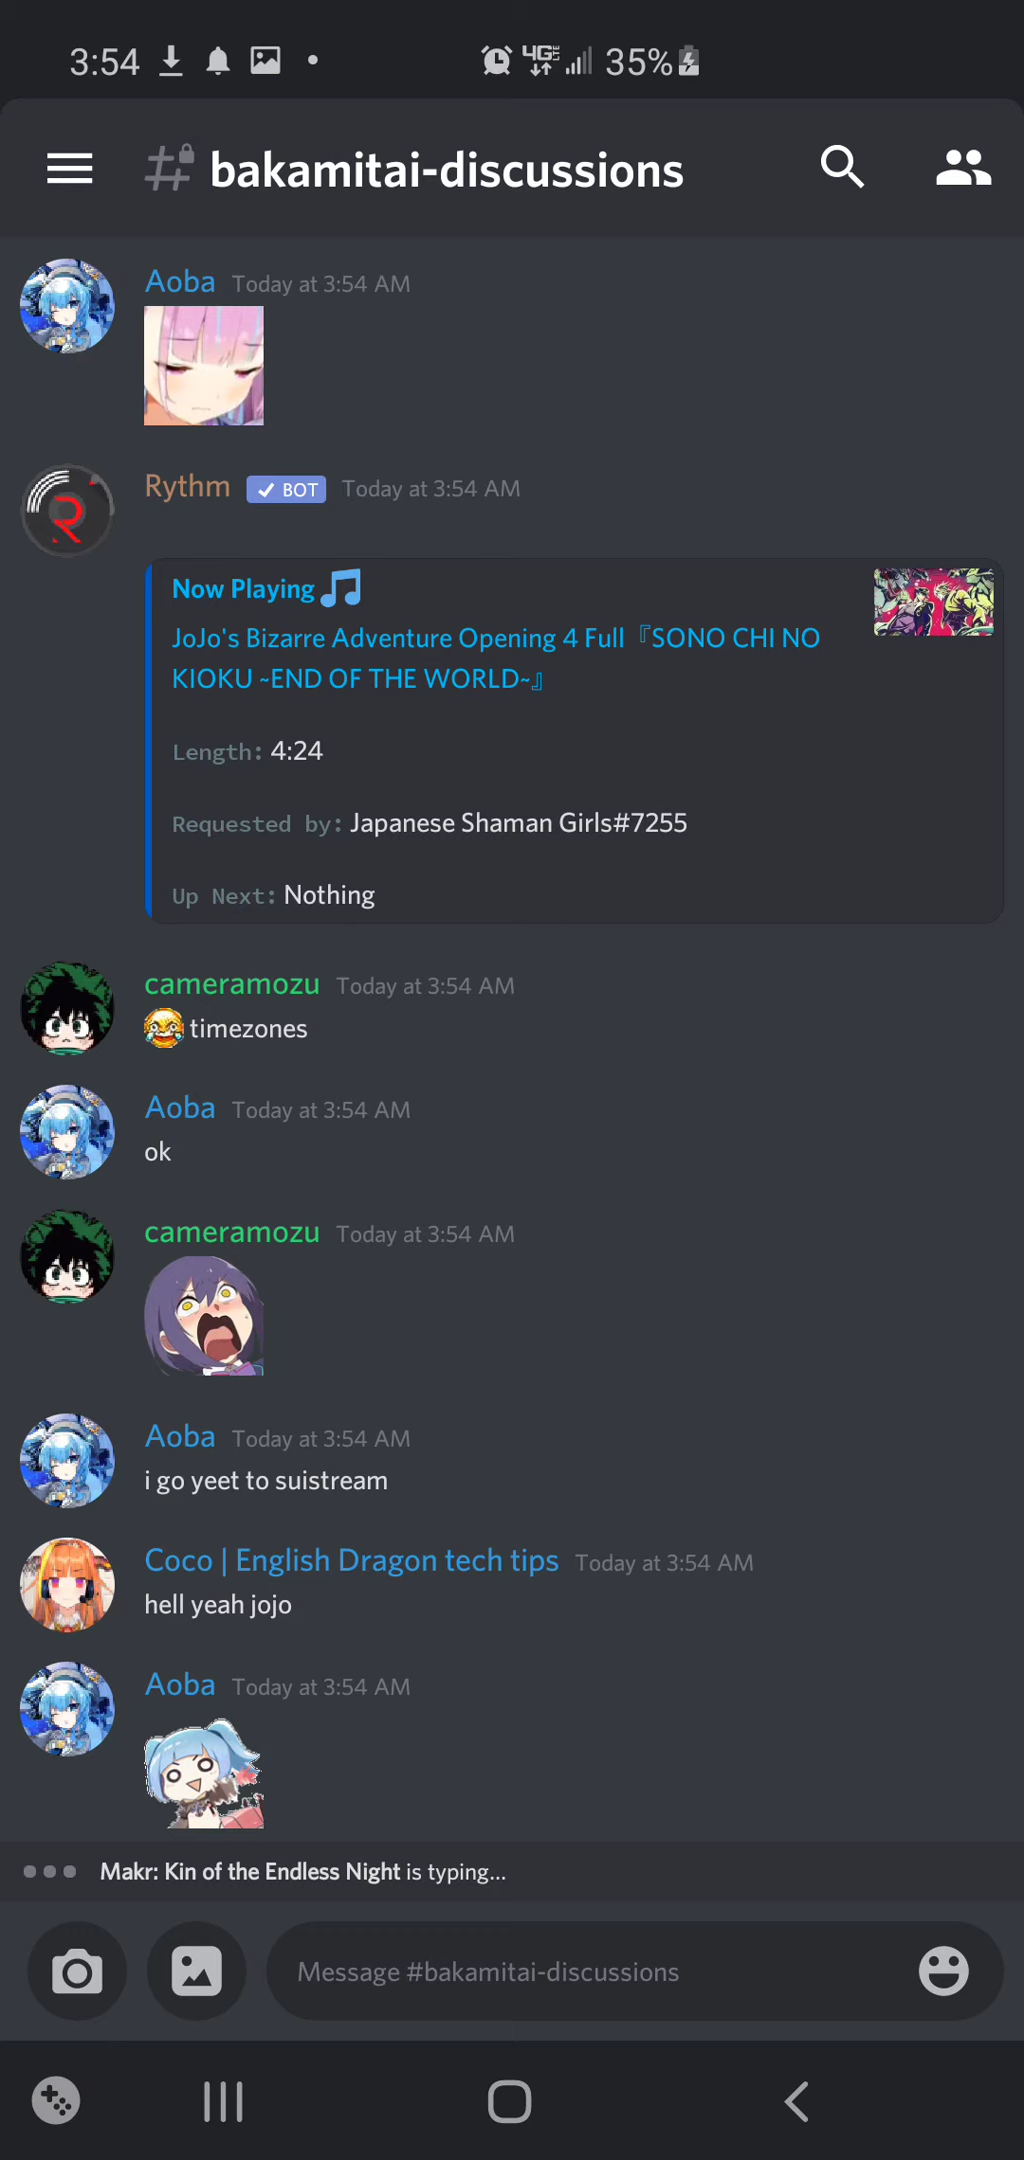 3:54 4G LTE 35%
bakamitai-discussions
Aoba Today at 3:54 AM
Rythm BOT Today at 3:54 AM
Now Playing
JoJo's Bizarre Adventure Opening 4 Full『SONO CHI NO
KIOKU ~END OF THE WORLD~』
Length: 4:24
Requested by: Japanese Shaman Girls#7255
Up Next: Nothing
cameramozu Today at 3:54 AM
timezones
Aoba Today at 3:54 AM
ok
cameramozu Today at 3:54 AM
Aoba Today at 3:54 AM
i go yeet to suistream
Coco | English Dragon tech tips Today at 3:54 AM
hell yeah jojo
Aoba Today at 3:54 AM
Makr: Kin of the Endless Night is typing...
Message #bakamitai-discussions